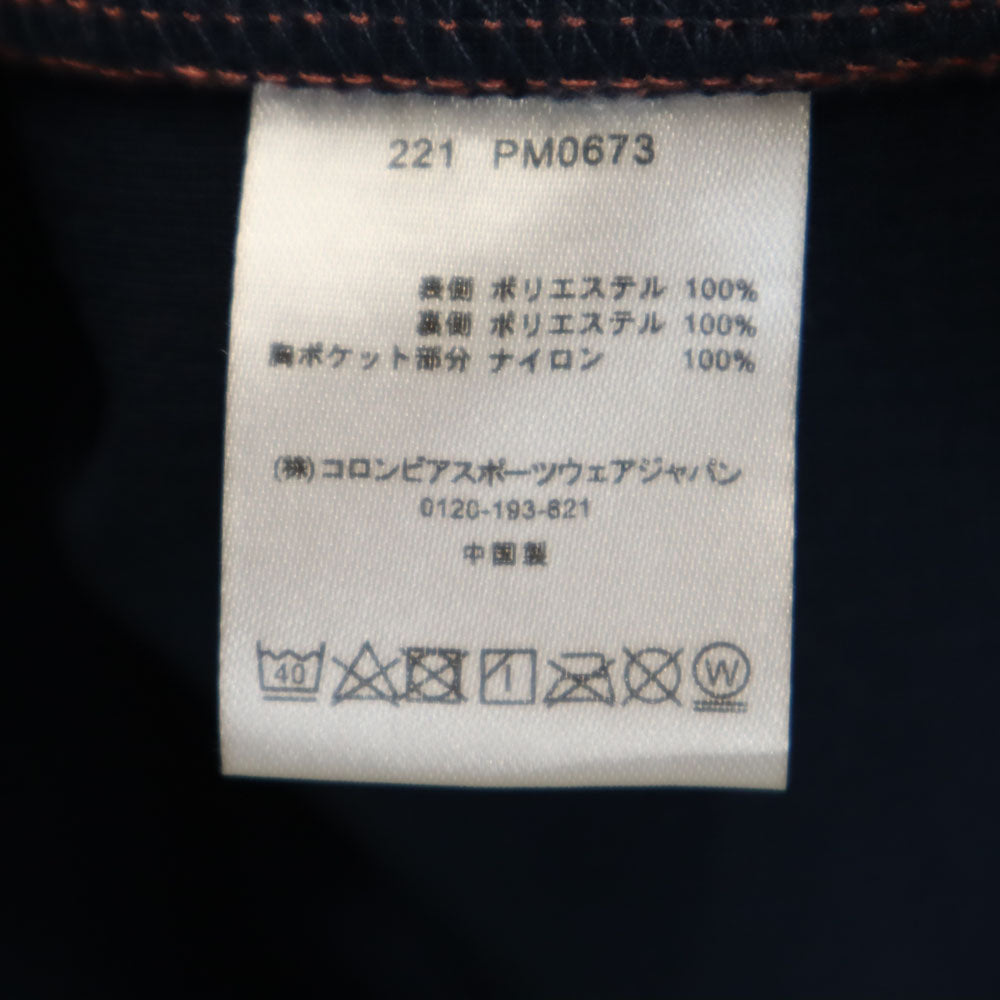 221 PM0673
表側 ポリエステル 100%
裏側 ポリエステル 100%
胸ポケット部分 ナイロン 100%
(株)コロンビアスポーツウェアジャパン
0120-193-821
中国製
40
W